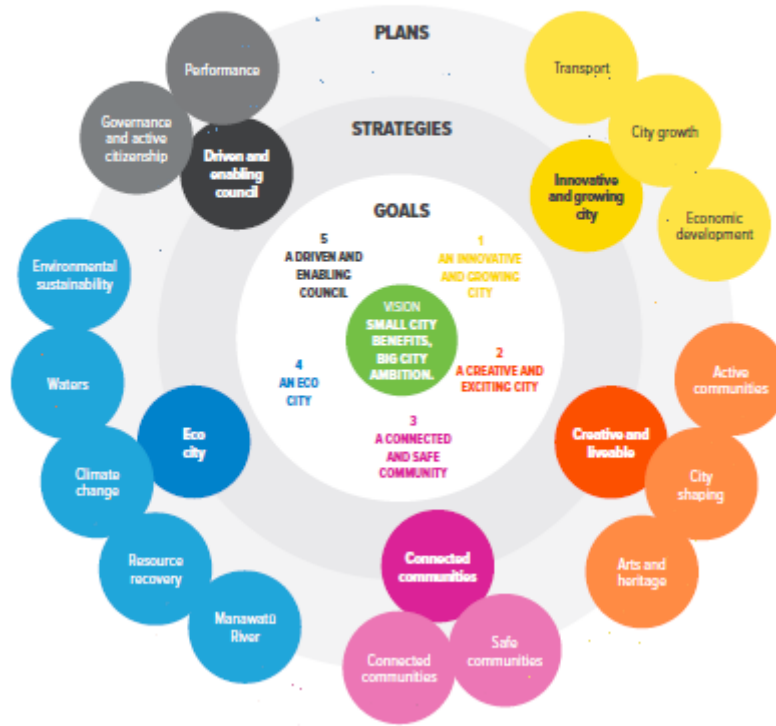 PLANS
STRATEGIES
GOALS
VISION
SMALL CITY
BENEFITS,
BIG CITY
AMBITION.
1
AN INNOVATIVE
AND GROWING
CITY
2
A CREATIVE AND
EXCITING CITY
3
A CONNECTED
AND SAFE
COMMUNITY
4
AN ECO
CITY
5
A DRIVEN AND
ENABLING
COUNCIL
Innovative
and growing
city
Transport
City growth
Economic
development
Creative and
liveable
Active
communities
City
shaping
Arts and
heritage
Connected
communities
Safe
communities
Connected
communities
Eco
city
Manawatū
River
Resource
recovery
Climate
change
Waters
Environmental
sustainability
Driven and
enabling
council
Governance
and active
citizenship
Performance